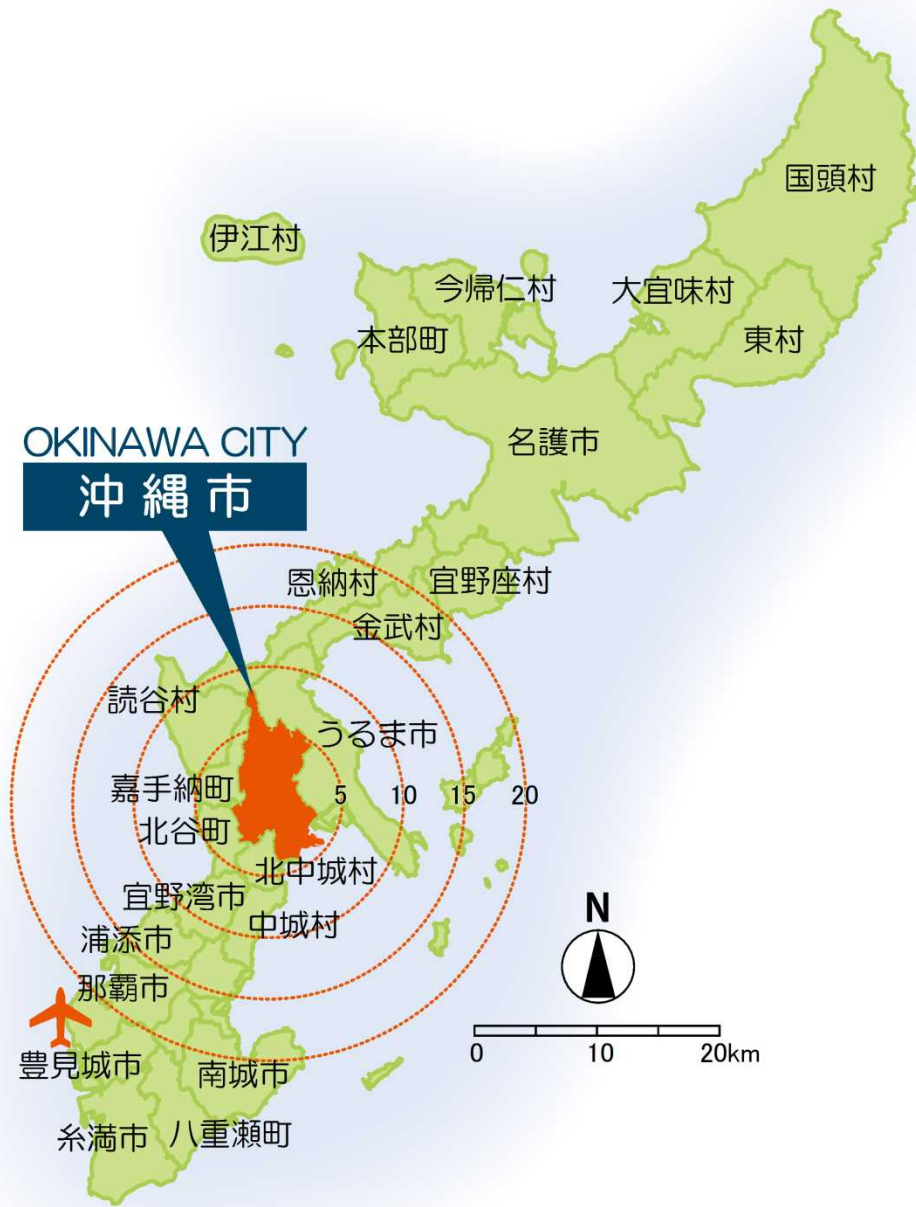 国頭村
伊江村
今帰仁村
大宜味村
本部町
東村
名護市
OKINAWA CITY
沖縄市
恩納村
宜野座村
金武村
読谷村
うるま市
嘉手納町
5 10 15 20
北谷町
北中城村
宜野湾市
中城村
浦添市
那覇市
N
豊見城市
南城市
0 10 20km
糸満市
八重瀬町